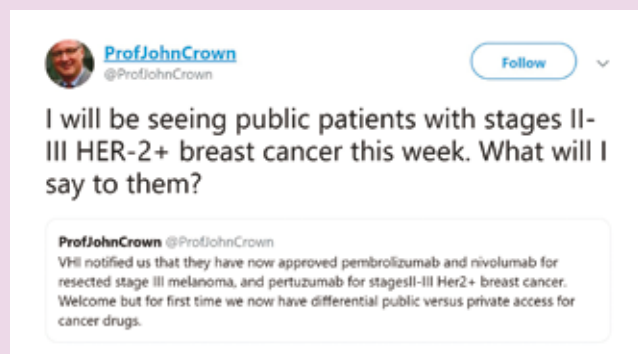 ProfJohnCrown
@ProfJohnCrown
Follow
I will be seeing public patients with stages II-
III HER-2+ breast cancer this week. What will I
say to them?
ProfJohnCrown @ProfJohnCrown
VHI notified us that they have now approved pembrolizumab and nivolumab for
resected stage III melanoma, and pertuzumab for stagesII-III Her2+ breast cancer.
Welcome but for first time we now have differential public versus private access for
cancer drugs.